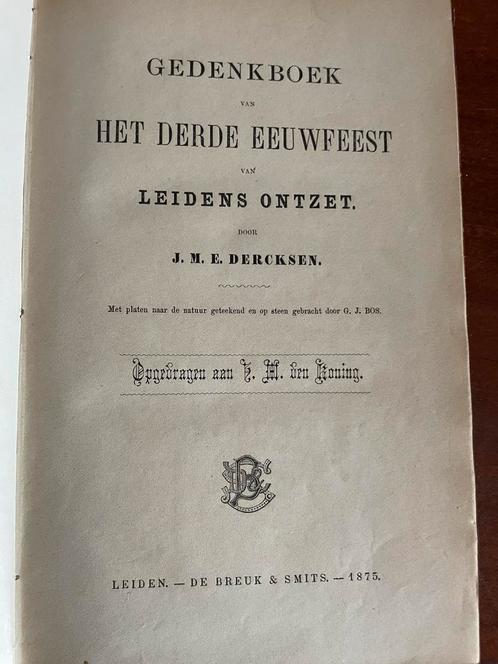 GEDENKBOEK
VAN
HET DERDE EEUWFEEST
VAN
LEIDENS ONTZET.
DOOR
J. M. E. DERCKSEN.
Met platen naar de natuur geteekend en op steen gebracht door G. J. BOS.
Opgedragen aan Z. M. den Koning.
LEIDEN. — DE BREUK & SMITS. — 1875.